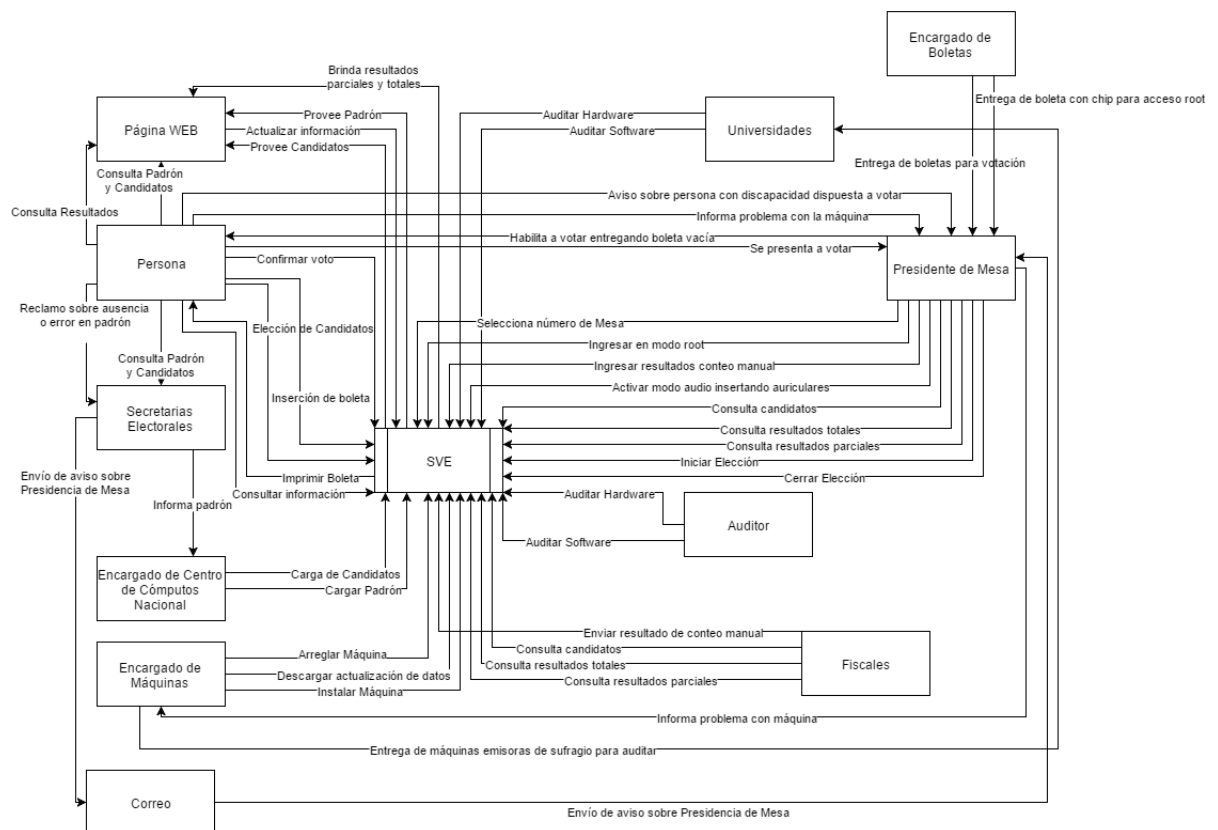 Encargado de
Boletas
Brinda resultados
parciales y totales
Entrega de boleta con chip para acceso root
Provee Padrón
Auditar Hardware
Página WEB
Actualizar información
Auditar Software
Universidades
Provee Candidatos
Entrega de boletas para votación
Consulta Padrón
y Candidatos
Aviso sobre persona con discapacidad dispuesta a votar
Consulta Resultados
Informa problema con la máquina
Habilita a votar entregando boleta vacía
Se presenta a votar
Persona
Confirmar voto
Presidente de Mesa
Reclamo sobre ausencia
o error en padrón
Elección de Candidatos
Selecciona número de Mesa
Ingresar en modo root
Consulta Padrón
y Candidatos
Ingresar resultados conteo manual
Activar modo audio insertando auriculares
Inserción de boleta
Secretarias
Electorales
Consulta candidatos
Consulta resultados totales
Consulta resultados parciales
SVE
Iniciar Elección
Envío de aviso sobre
Presidencia de Mesa
Imprimir Boleta
Cerrar Elección
Consultar información
Auditar Hardware
Informa padrón
Auditor
Auditar Software
Encargado de Centro
de Cómputos
Nacional
Carga de Candidatos
Cargar Padrón
Enviar resultado de conteo manual
Encargado de
Máquinas
Arreglar Máquina
Consulta candidatos
Consulta resultados totales
Fiscales
Descargar actualización de datos
Consulta resultados parciales
Instalar Máquina
Informa problema con máquina
Entrega de máquinas emisoras de sufragio para auditar
Correo
Envío de aviso sobre Presidencia de Mesa